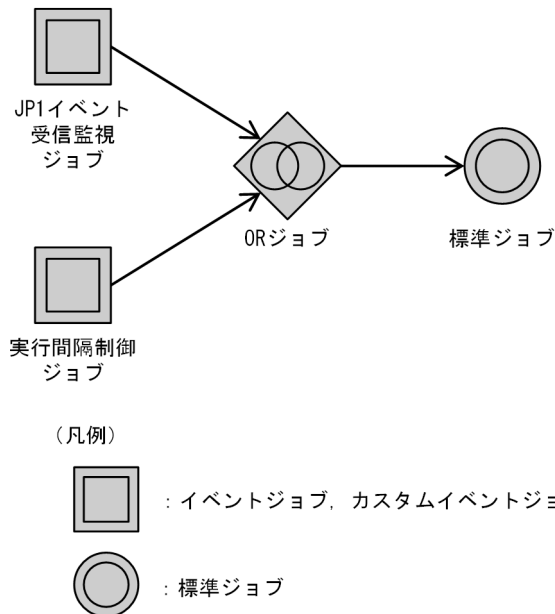 JP1イベント
受信監視
ジョブ
ORジョブ
標準ジョブ
実行間隔制御
ジョブ
（凡例）
：イベントジョブ，カスタムイベントジョ
：標準ジョブ